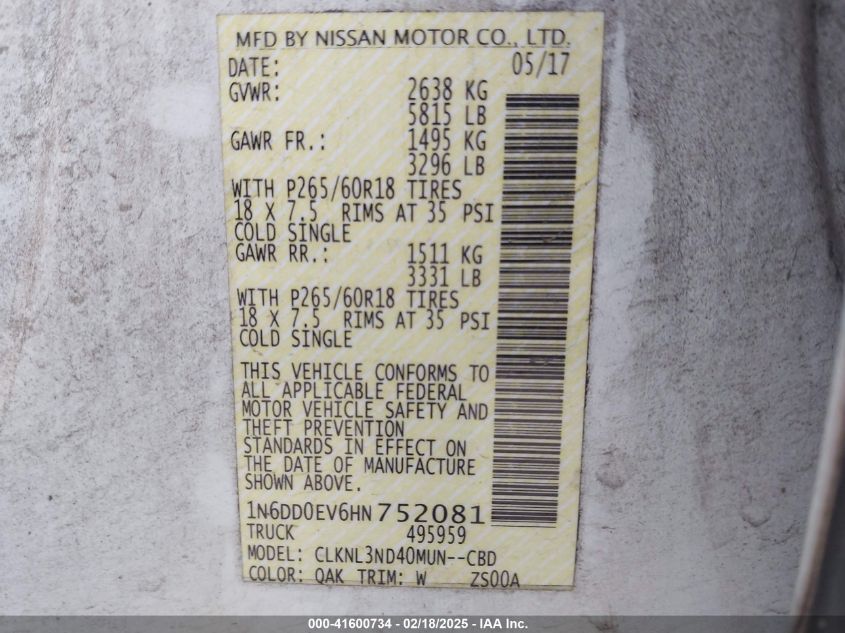 MFD BY NISSAN MOTOR CO., LTD.
DATE: 05/17
GVWR: 2638 KG
5815 LB
GAWR FR.: 1495 KG
3296 LB
WITH P265/60R18 TIRES
18 X 7.5 RIMS AT 35 PSI
COLD SINGLE
GAWR RR.: 1511 KG
3331 LB
WITH P265/60R18 TIRES
18 X 7.5 RIMS AT 35 PSI
COLD SINGLE
THIS VEHICLE CONFORMS TO
ALL APPLICABLE FEDERAL
MOTOR VEHICLE SAFETY AND
THEFT PREVENTION
STANDARDS IN EFFECT ON
THE DATE OF MANUFACTURE
SHOWN ABOVE.
1N6DD0EV6HN752081
TRUCK 495959
MODEL: CLKNL3ND40MUN--CBD
COLOR: QAK TRIM: W ZS00A
000-41600734 - 02/18/2025 - IAA Inc.